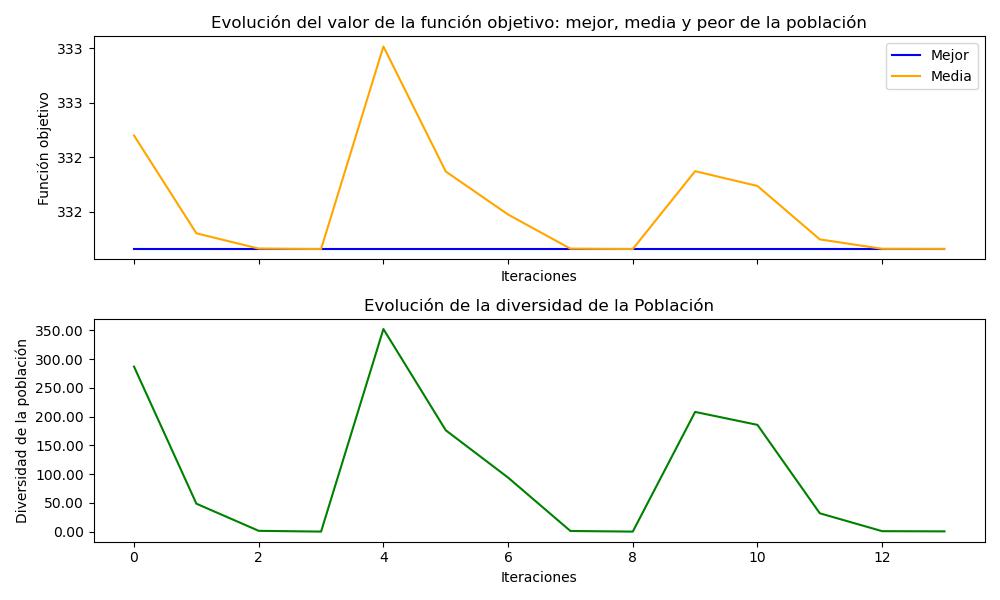 Evolución del valor de la función objetivo: mejor, media y peor de la población
333
333
332
332
Función objetivo
Mejor
Media
Iteraciones
Evolución de la diversidad de la Población
350.00
300.00
250.00
200.00
150.00
100.00
50.00
0.00
Diversidad de la población
0 2 4 6 8 10 12
Iteraciones